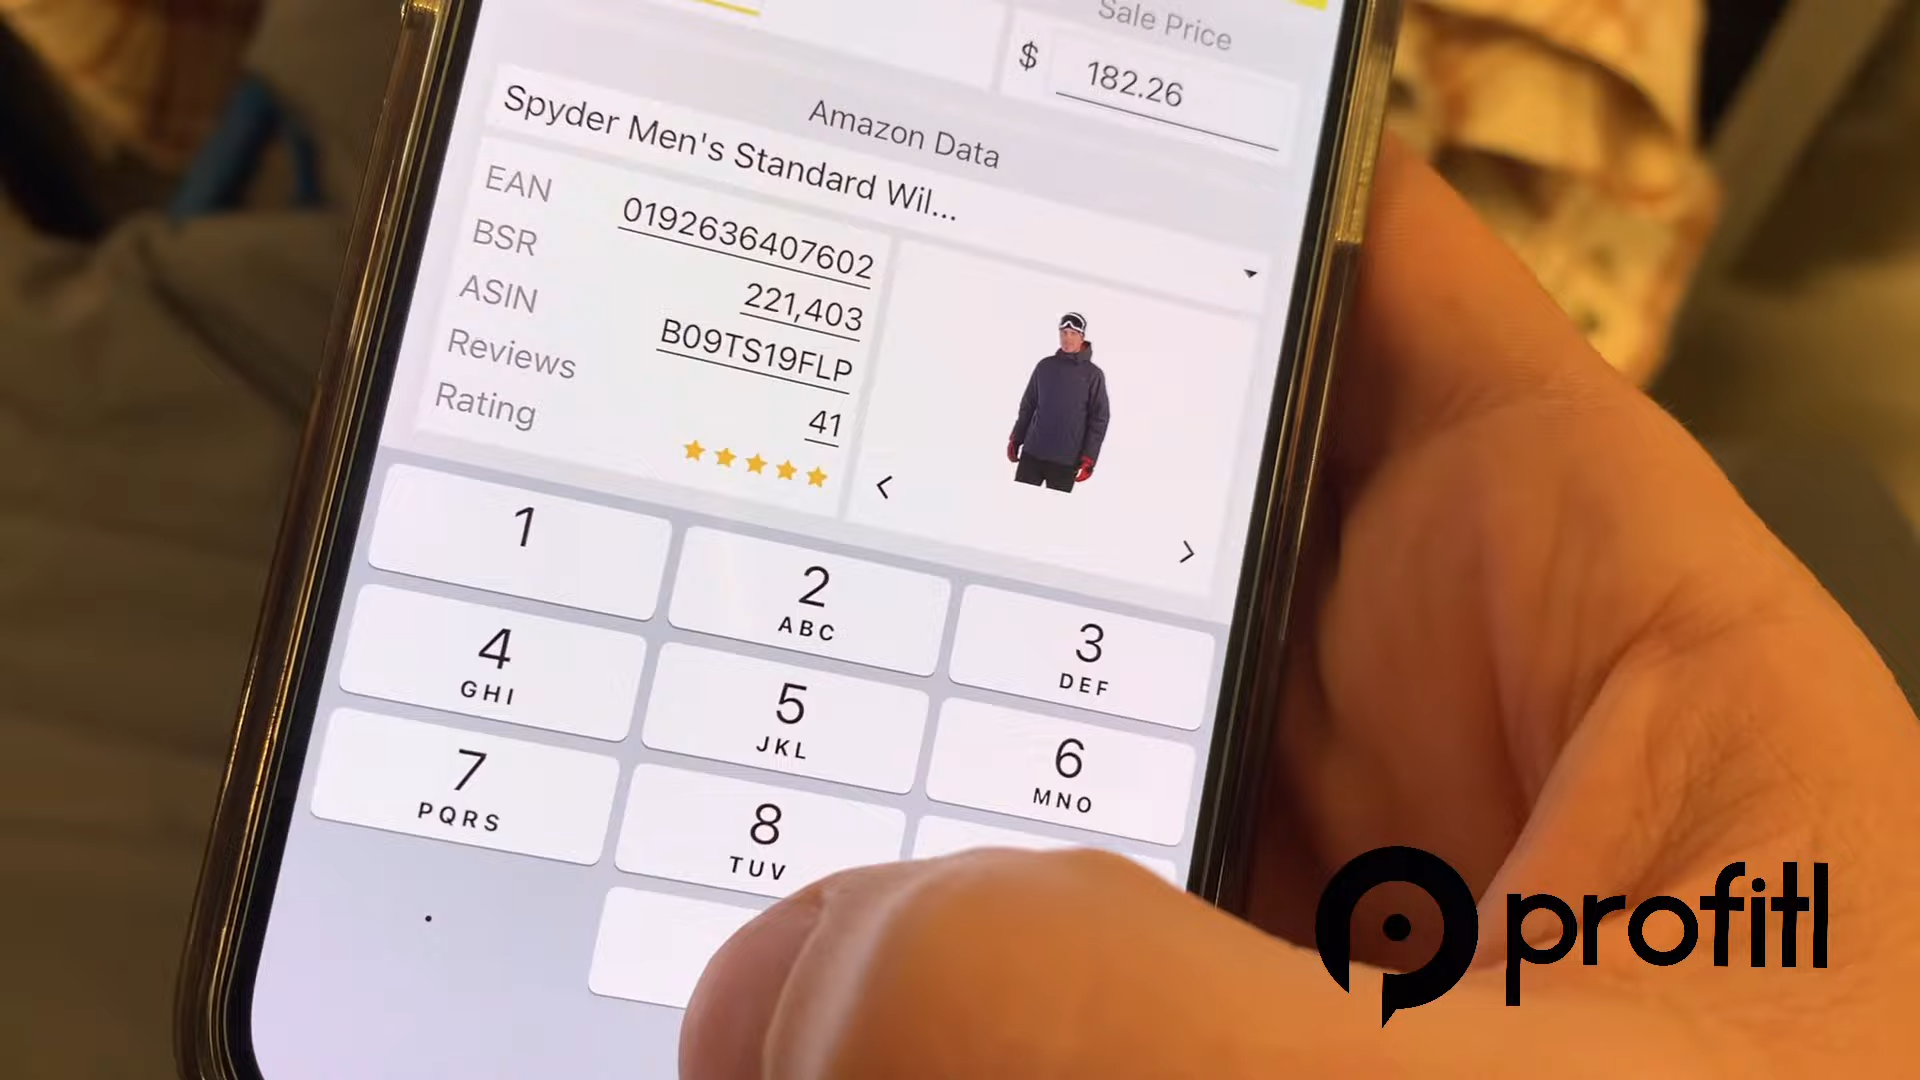 Sale Price
$ 182.26
Amazon Data
Spyder Men's Standard Wil...
EAN 0192636407602
BSR 221,403
ASIN B09TS19FLP
Reviews 41
Rating
1
2
ABC
3
DEF
4
GHI
5
JKL
6
MNO
7
PQRS
8
TUV
.
profitl